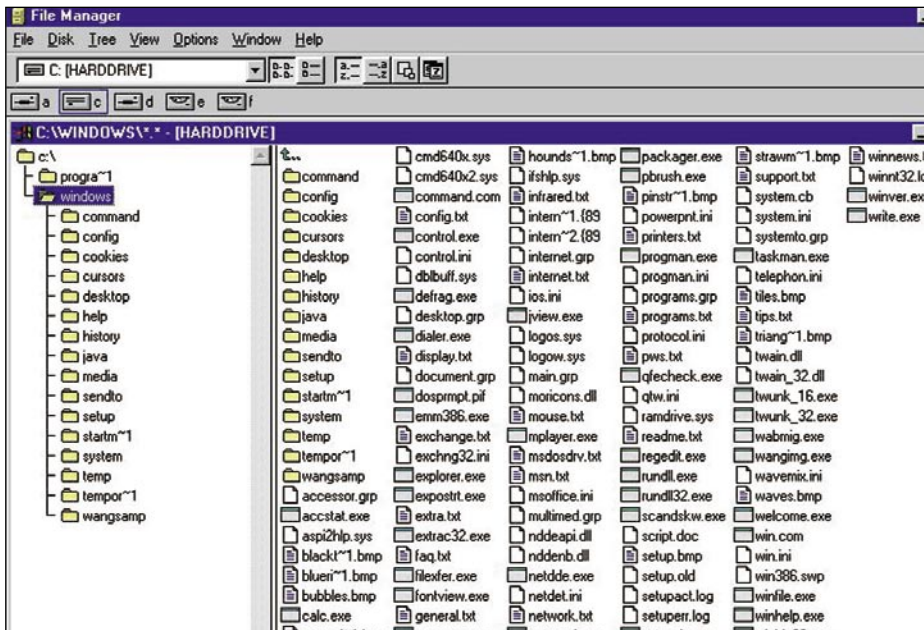 File Manager
File Disk Tree View Options Window Help
C: [HARDDRIVE]
a c d e f
C:\WINDOWS\*.* - [HARDDRIVE]
c:\
progra~1
windows
command
config
cookies
cursors
desktop
help
history
java
media
sendto
setup
startm~1
system
temp
tempor~1
wangsamp
..
command
config
cookies
cursors
desktop
help
history
java
media
sendto
setup
startm~1
system
temp
tempor~1
wangsamp
accessor.grp
accstat.exe
aspi2hlp.sys
blackt~1.bmp
blueri~1.bmp
bubbles.bmp
calc.exe
cmd640x.sys
cmd640x2.sys
command.com
config.txt
control.exe
control.ini
dblbuff.sys
defrag.exe
desktop.grp
dialer.exe
display.txt
document.grp
dosprmpt.pif
emm386.exe
exchange.txt
exchng32.ini
explorer.exe
expostrt.exe
extra.txt
extrac32.exe
faq.txt
filexfer.exe
fontview.exe
general.txt
hounds~1.bmp
ifshlp.sys
infrared.txt
intern~1.{89
intern~2.{89
internet.grp
internet.txt
ios.ini
jview.exe
logos.sys
logow.sys
main.grp
moricons.dll
mouse.txt
mplayer.exe
msdosdrv.txt
msn.txt
msoffice.ini
multimed.grp
nddeapi.dll
nddenb.dll
netdde.exe
netdet.ini
network.txt
packager.exe
pbrush.exe
pinstr~1.bmp
powerpnt.ini
printers.txt
progman.exe
progman.ini
programs.grp
programs.txt
protocol.ini
pws.txt
qfecheck.exe
qtw.ini
ramdrive.sys
readme.txt
regedit.exe
rundll.exe
rundll32.exe
scandskw.exe
script.doc
setup.bmp
setup.old
setupact.log
setuperr.log
strawm~1.bmp
support.txt
system.cb
system.ini
systemto.grp
taskman.exe
telephon.ini
tiles.bmp
tips.txt
triang~1.bmp
twain.dll
twain_32.dll
twunk_16.exe
twunk_32.exe
wabmig.exe
wangimg.exe
wavemix.ini
waves.bmp
welcome.exe
win.com
win.ini
win386.swp
winfile.exe
winhelp.exe
winnews.
winnt32.lo
winver.ex
write.exe